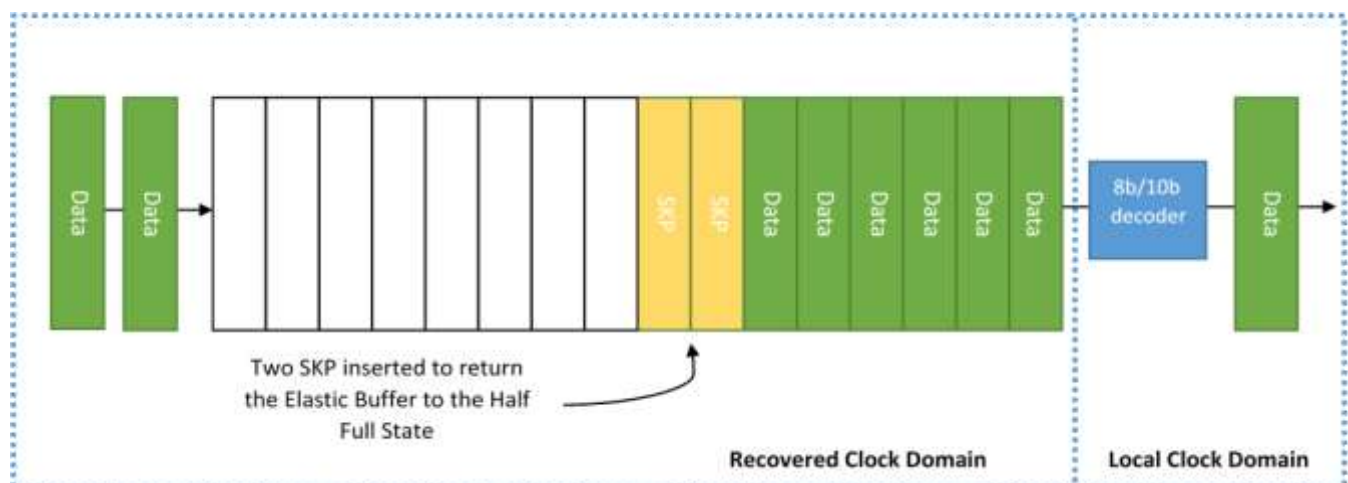 Data
Data
SKP
SKP
Data
Data
Data
Data
Data
Data
8b/10b
decoder
Data
Two SKP inserted to return
the Elastic Buffer to the Half
Full State
Recovered Clock Domain
Local Clock Domain